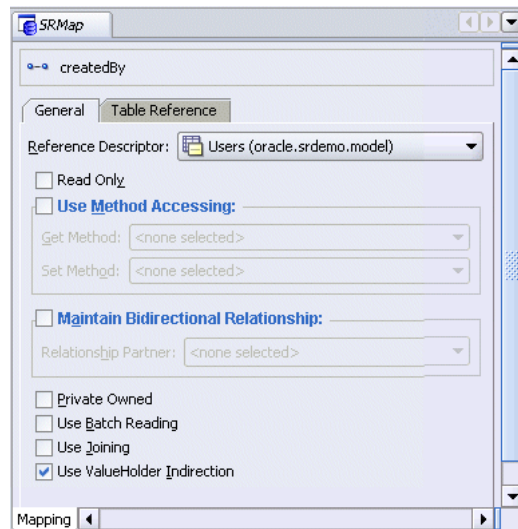 SRMap
createdBy
General Table Reference
Reference Descriptor: Users (oracle.srdemo.model)
Read Only
Use Method Accessing:
Get Method: <none selected>
Set Method: <none selected>
Maintain Bidirectional Relationship:
Relationship Partner: <none selected>
Private Owned
Use Batch Reading
Use Joining
Use ValueHolder Indirection
Mapping